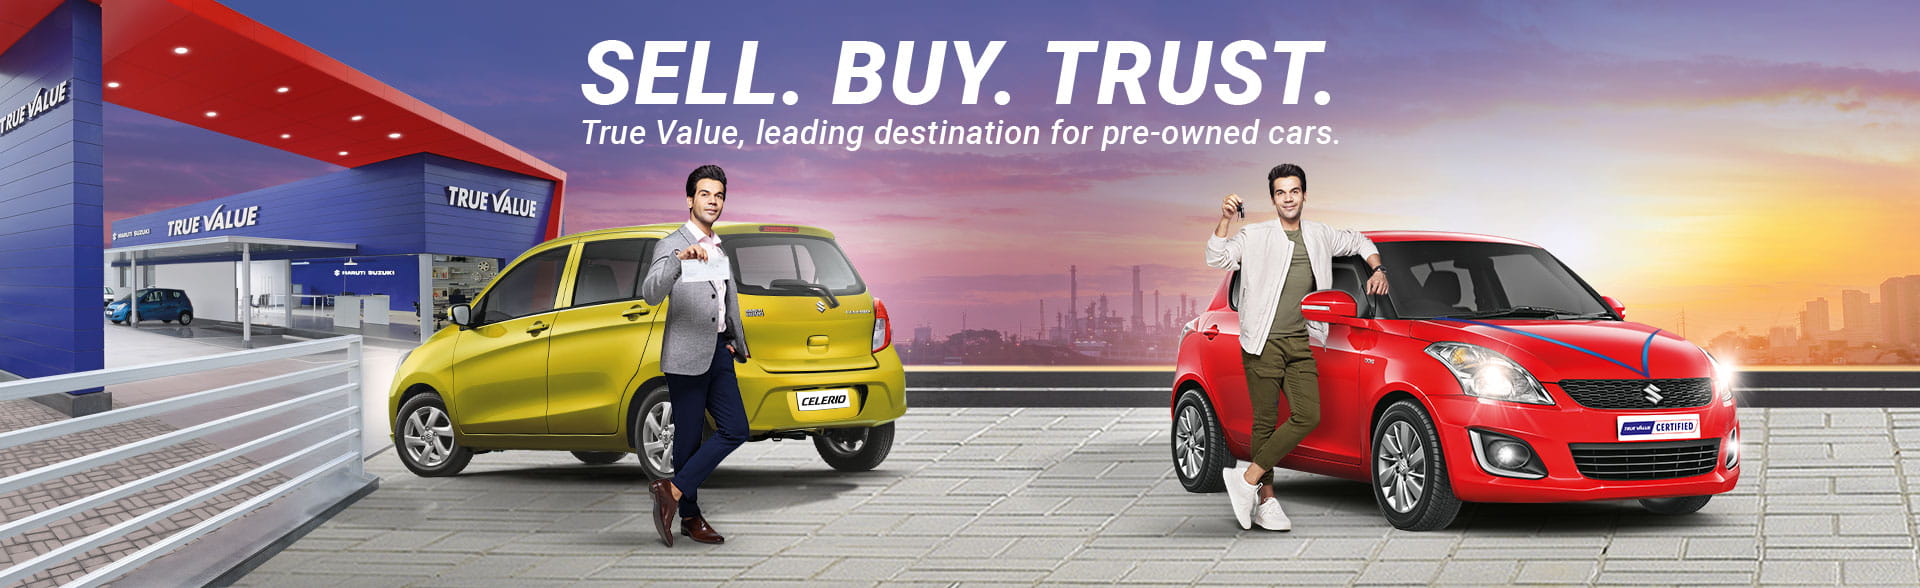 SELL. BUY. TRUST.
True Value, leading destination for pre-owned cars.
TRUE VALUE
MARUTI SUZUKI
TRUE VALUE
TRUE VALUE
MARUTI SUZUKI
CELERIO
CELERIO
TRUE VALUE CERTIFIED